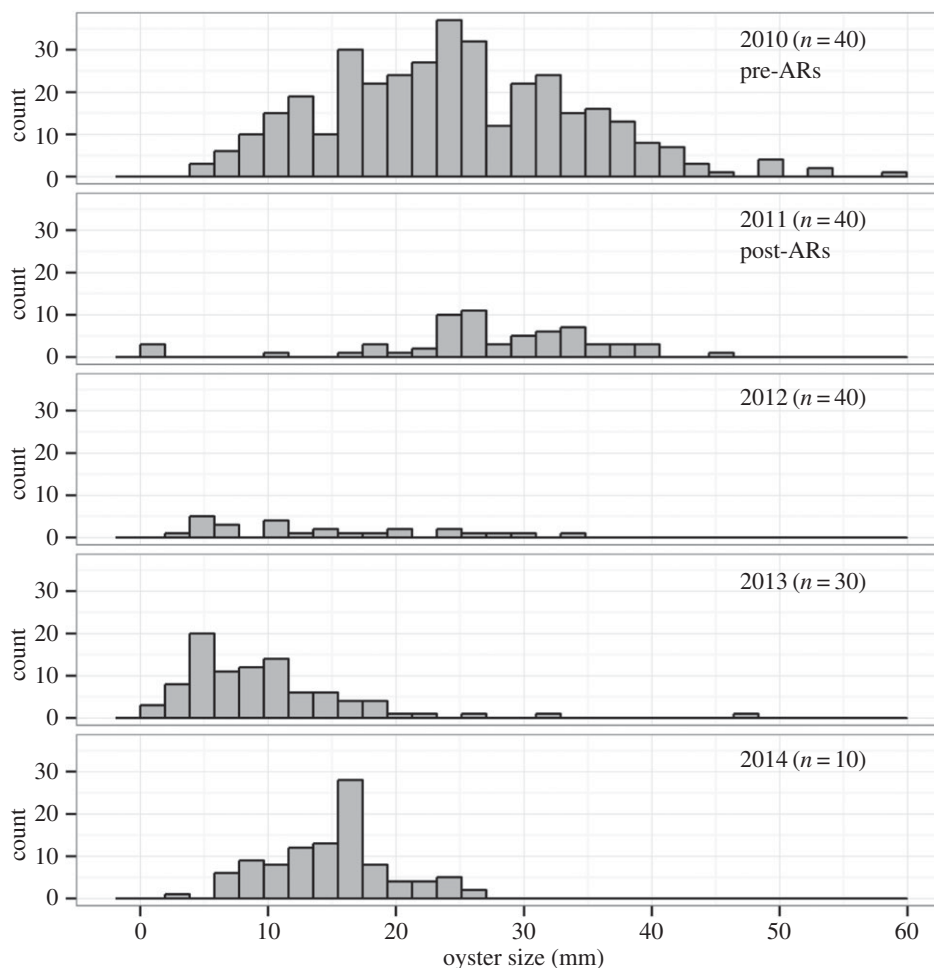 30
20
10
0
count
2010 (n = 40)
pre-ARs
30
20
10
0
count
2011 (n = 40)
post-ARs
30
20
10
0
count
2012 (n = 40)
30
20
10
0
count
2013 (n = 30)
30
20
10
0
count
2014 (n = 10)
0 10 20 30 40 50 60
oyster size (mm)